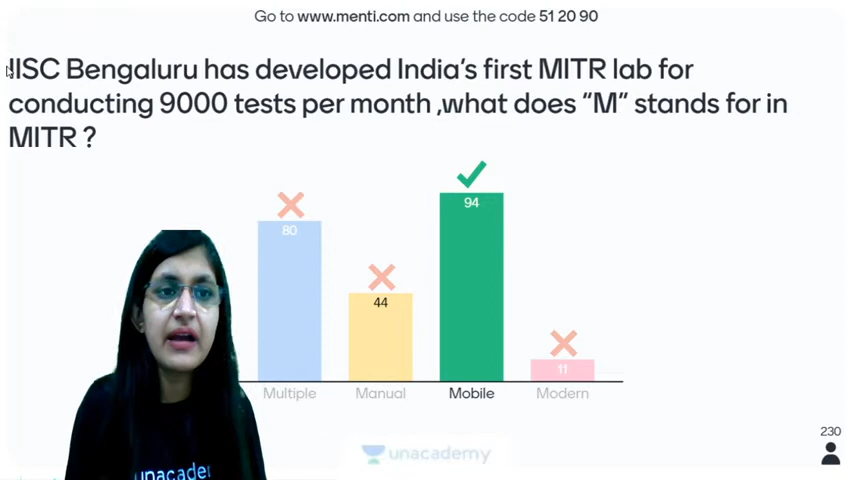 Go to www.menti.com and use the code 51 20 90
IISC Bengaluru has developed India's first MITR lab for
conducting 9000 tests per month ,what does “M” stands for in
MITR ?
80
44
94
11
Multiple
Manual
Mobile
Modern
230
unacademy
unacademy